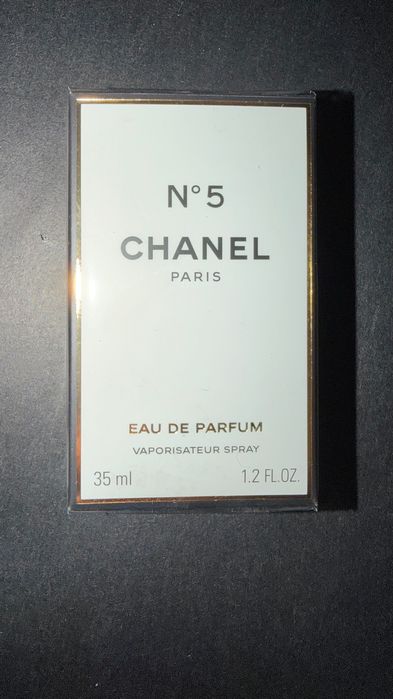 N°5
CHANEL
PARIS
EAU DE PARFUM
VAPORISATEUR SPRAY
35 ml 1.2 FL.OZ.